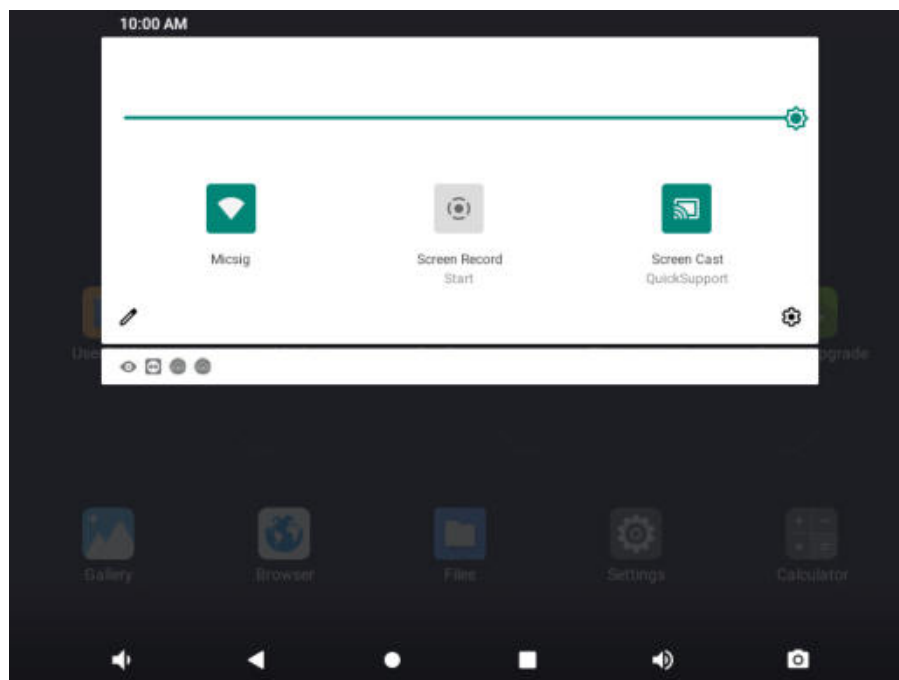 10:00 AM
Micsig
Screen Record
Start
Screen Cast
QuickSupport
Gallery
Browser
Files
Settings
Calculator